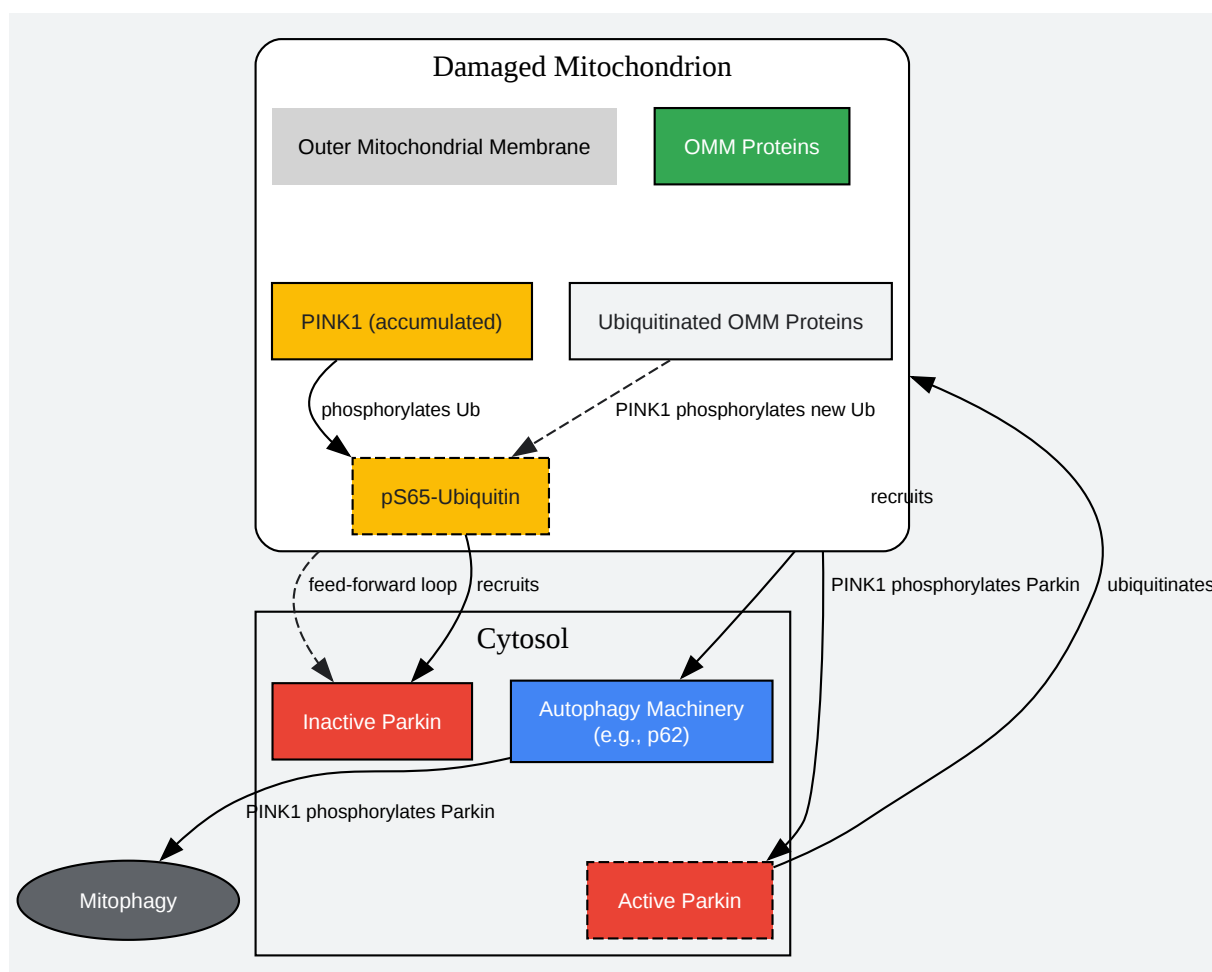 Damaged Mitochondrion
Outer Mitochondrial Membrane
OMM Proteins
PINK1 (accumulated)
Ubiquitinated OMM Proteins
phosphorylates Ub
PINK1 phosphorylates new Ub
pS65-Ubiquitin
recruits
feed-forward loop
recruits
PINK1 phosphorylates Parkin
ubiquitinates
Cytosol
Inactive Parkin
Autophagy Machinery
(e.g., p62)
PINK1 phosphorylates Parkin
Mitophagy
Active Parkin